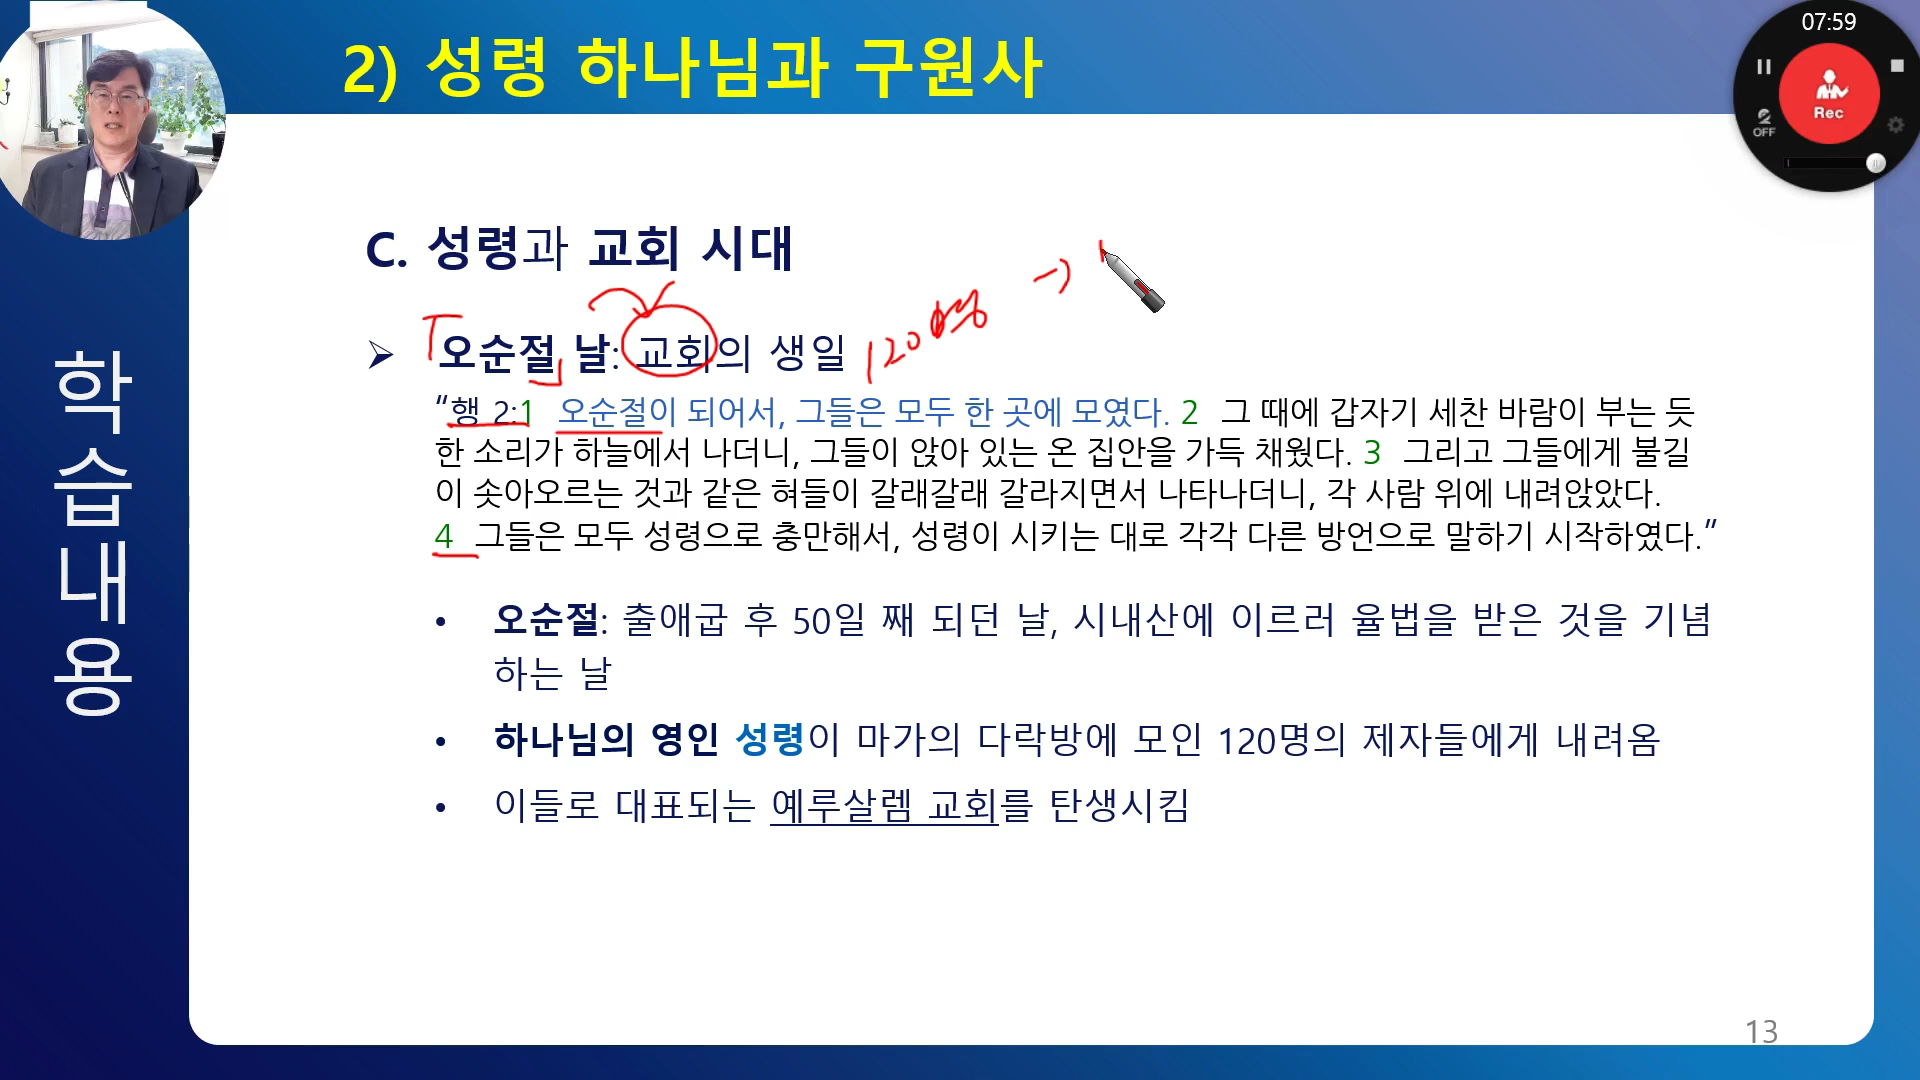 2) 성령 하나님과 구원사
07:59
Rec
OFF
학습내용
C. 성령과 교회 시대
➢ 오순절 날: 교회의 생일
120명 →
“행 2:1 오순절이 되어서, 그들은 모두 한 곳에 모였다. 2 그 때에 갑자기 세찬 바람이 부는 듯
한 소리가 하늘에서 나더니, 그들이 앉아 있는 온 집안을 가득 채웠다. 3 그리고 그들에게 불길
이 솟아오르는 것과 같은 혀들이 갈래갈래 갈라지면서 나타나더니, 각 사람 위에 내려앉았다.
4 그들은 모두 성령으로 충만해서, 성령이 시키는 대로 각각 다른 방언으로 말하기 시작하였다.”
• 오순절: 출애굽 후 50일 째 되던 날, 시내산에 이르러 율법을 받은 것을 기념
하는 날
• 하나님의 영인 성령이 마가의 다락방에 모인 120명의 제자들에게 내려옴
• 이들로 대표되는 예루살렘 교회를 탄생시킴
13